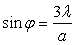 sin φ = 3λ/a